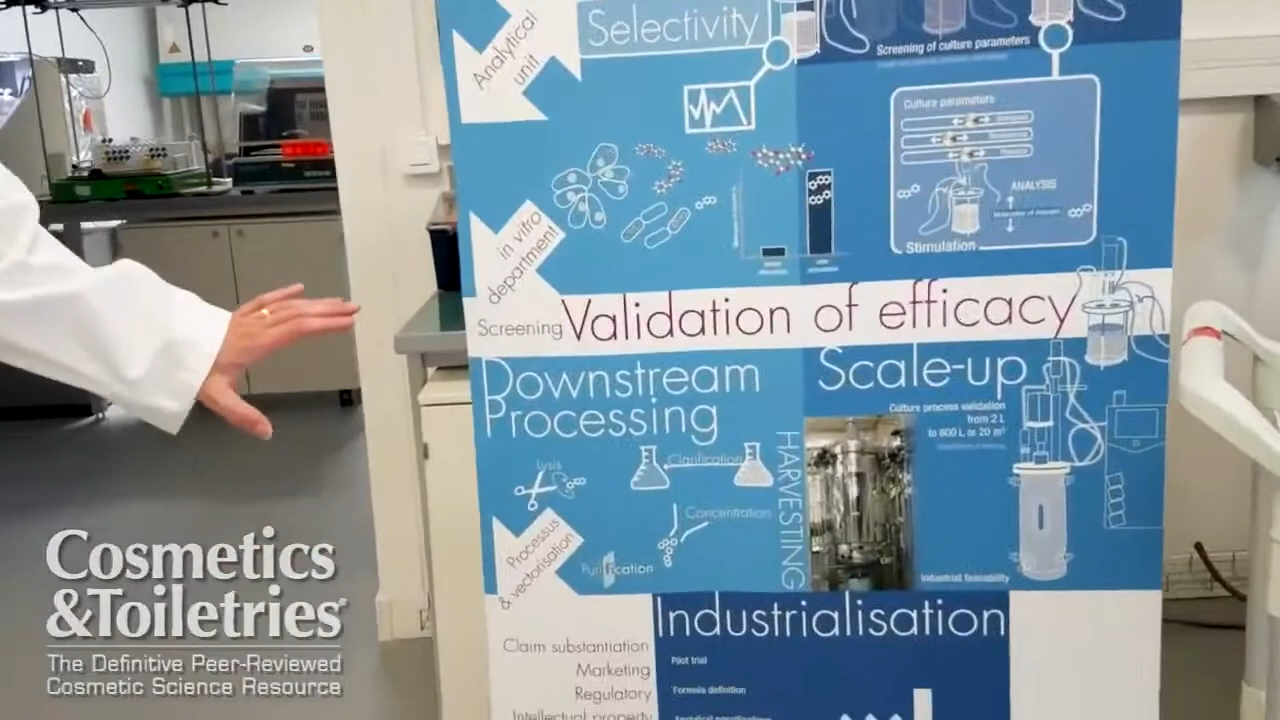 Analytical
unit
Selectivity
Screening of culture parameters
Culture parameters
ANALYSIS
Stimulation
in vitro
department
Screening
Validation of efficacy
Downstream
Processing
Scale-up
Culture process validation
from 2 L
to 800 L or 20 m³
Lysis
Clarification
HARVESTING
Concentration
Purification
Processus
& vectorisation
Industrial feasability
Industrialisation
Claim substantiation
Marketing
Regulatory
Intellectual property
Pilot trial
Formula definition
Cosmetics
&Toiletries®
The Definitive Peer-Reviewed
Cosmetic Science Resource